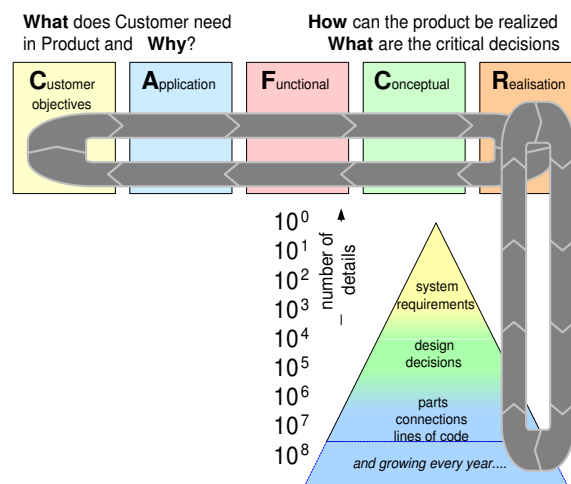 What does Customer need
in Product and Why?
How can the product be realized
What are the critical decisions
Customer
objectives
Application
Functional
Conceptual
Realisation
10^0
10^1
10^2
10^3
10^4
10^5
10^6
10^7
10^8
number of
details
system
requirements
design
decisions
parts
connections
lines of code
and growing every year....